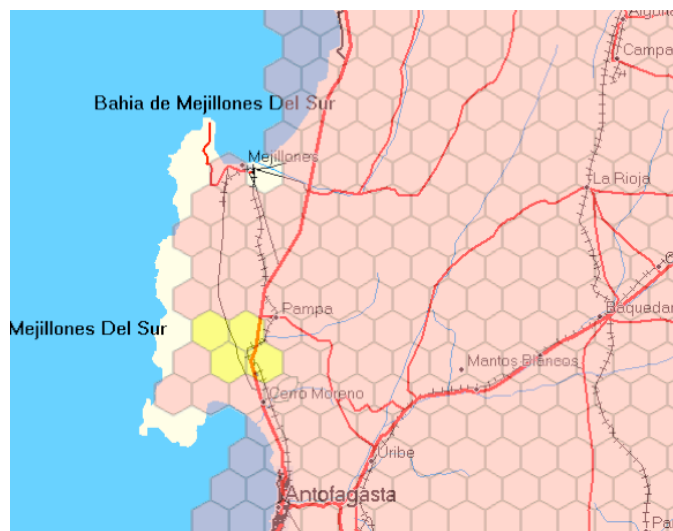 Campa
Bahia de Mejillones Del Sur
Mejillones
La Rioja
Pampa
Baquedan
Mejillones Del Sur
Mantos Blancos
Cerro Moreno
Uribe
Antofagasta